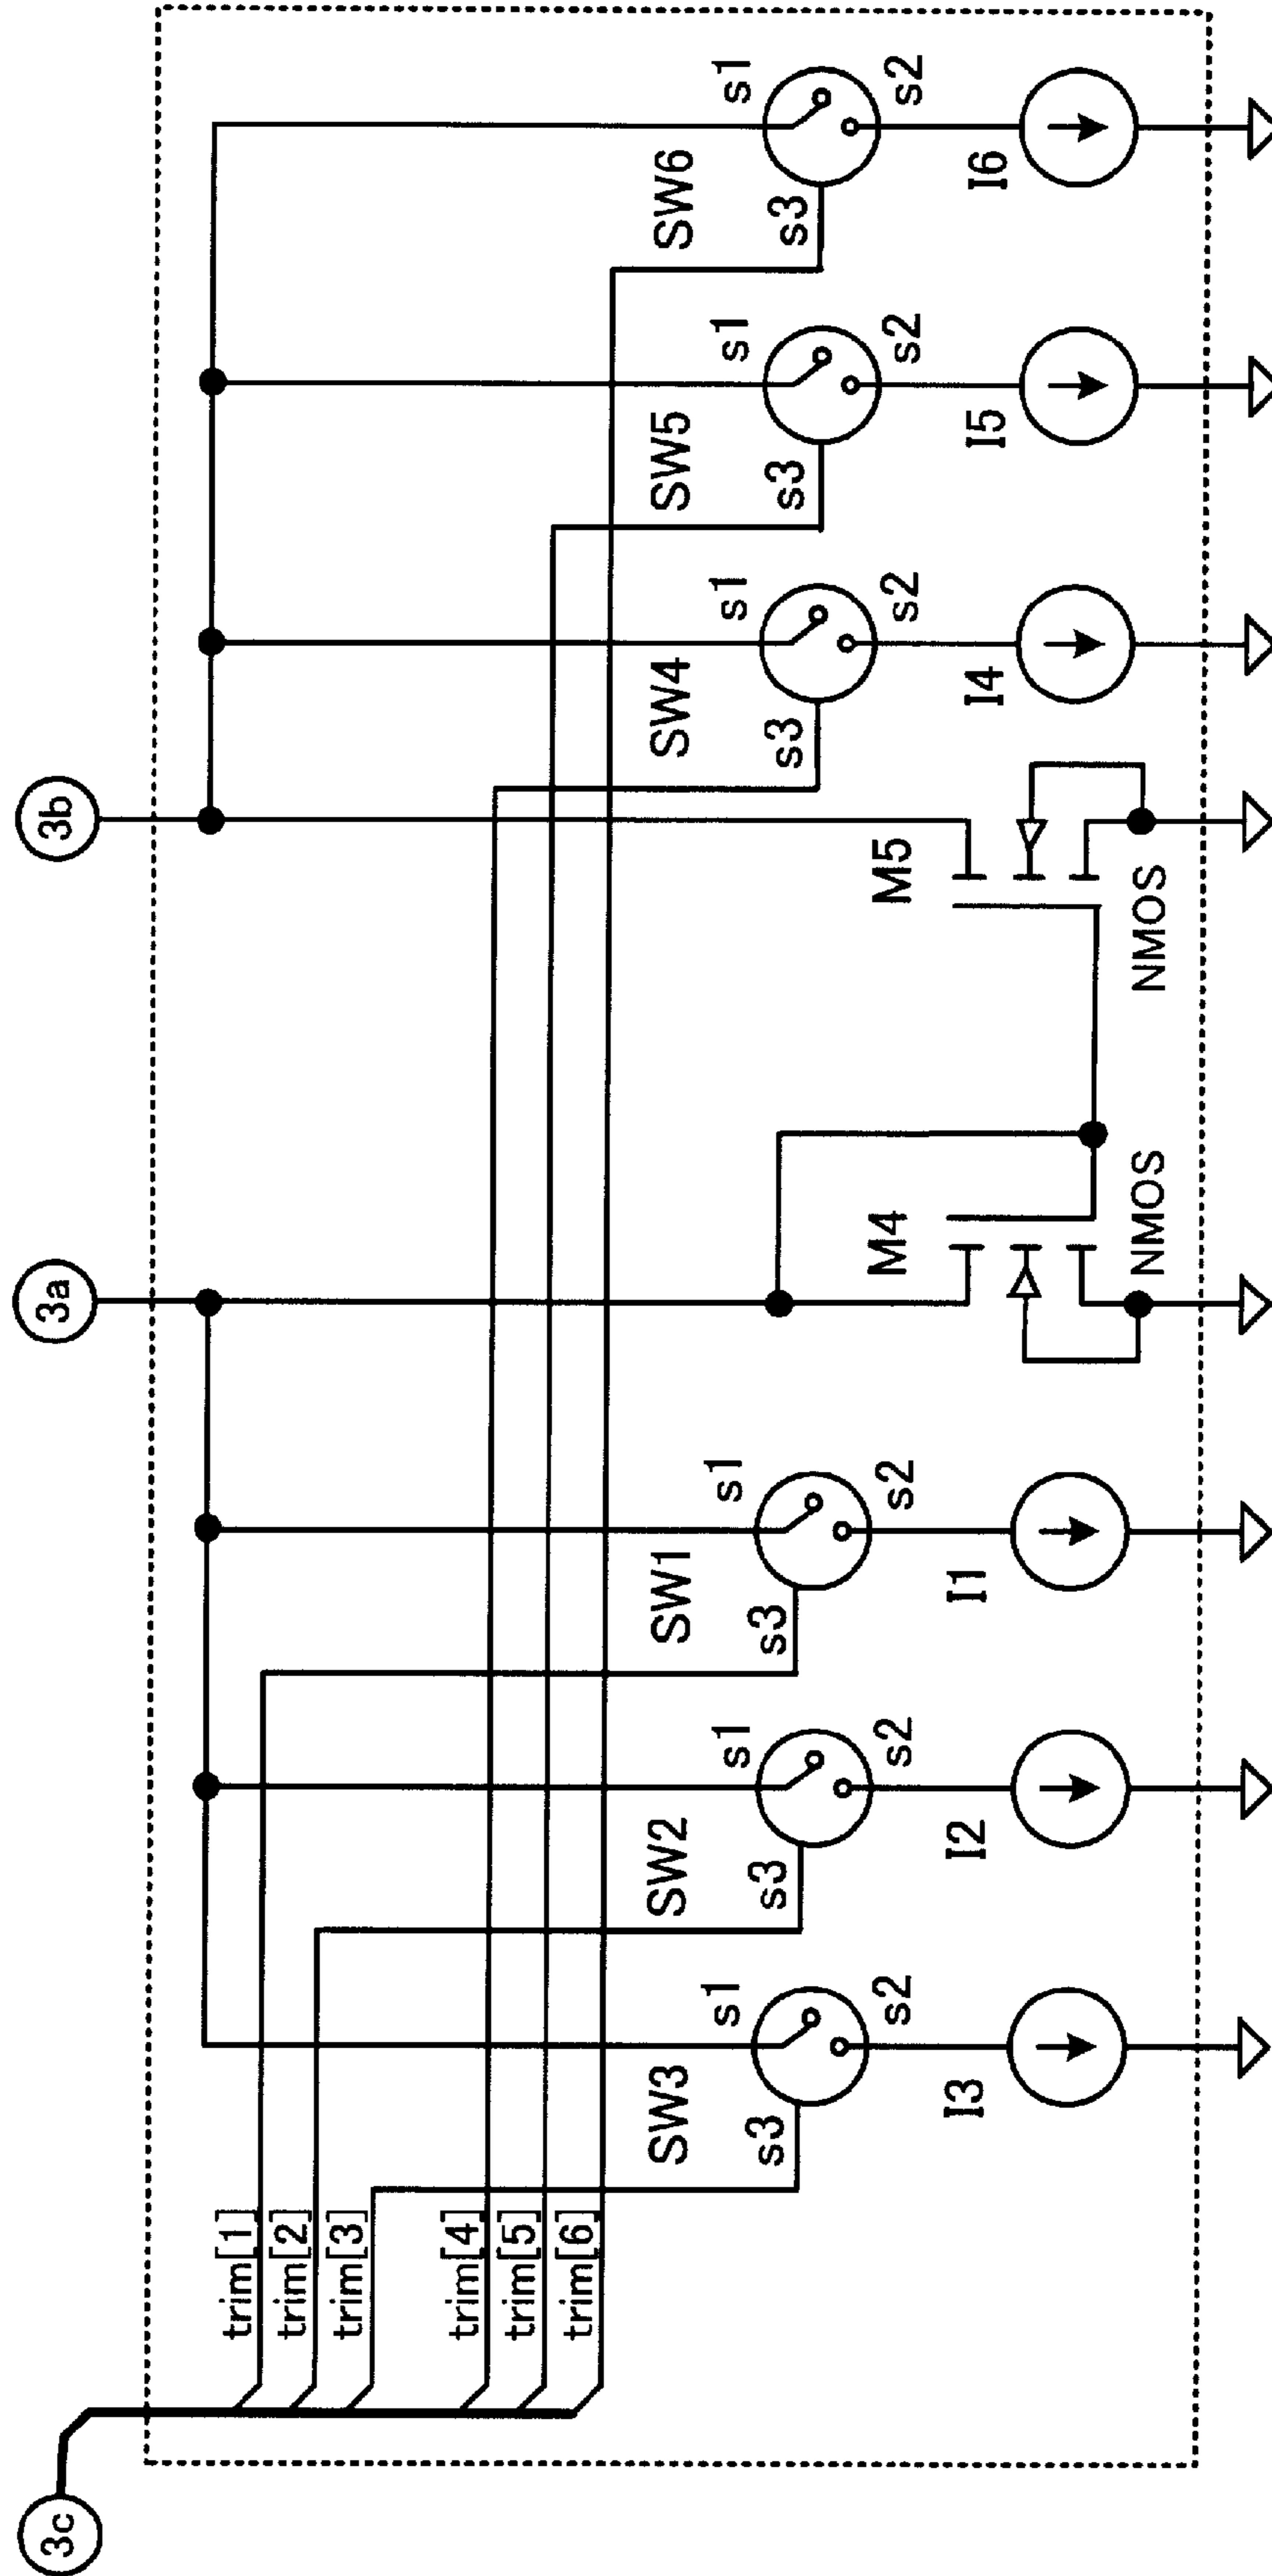 3c
3a
3b
trim[1]
trim[2]
trim[3]
trim[4]
trim[5]
trim[6]
SW3
s1
s3
s2
I3
SW2
s1
s3
s2
I2
SW1
s1
s3
s2
I1
M4
NMOS
M5
NMOS
SW4
s1
s3
s2
I4
SW5
s1
s3
s2
I5
SW6
s1
s3
s2
I6